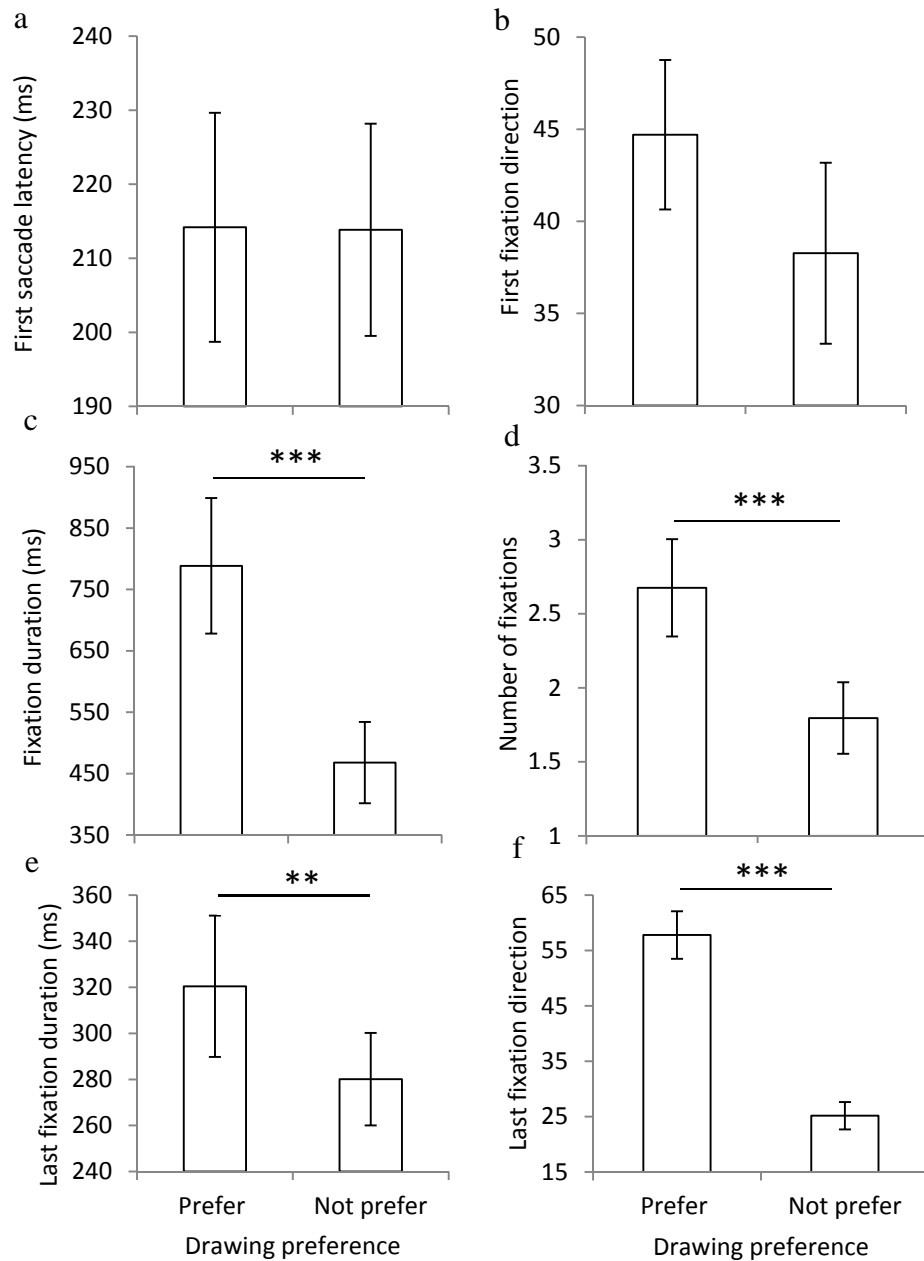 a
First saccade latency (ms)
240
230
220
210
200
190
b
First fixation direction
50
45
40
35
30
c
Fixation duration (ms)
950
850
750
650
550
450
350
***
d
Number of fixations
3.5
3
2.5
2
1.5
1
***
e
Last fixation duration (ms)
360
340
320
300
280
260
240
**
Prefer
Not prefer
Drawing preference
f
Last fixation direction
65
55
45
35
25
15
***
Prefer
Not prefer
Drawing preference